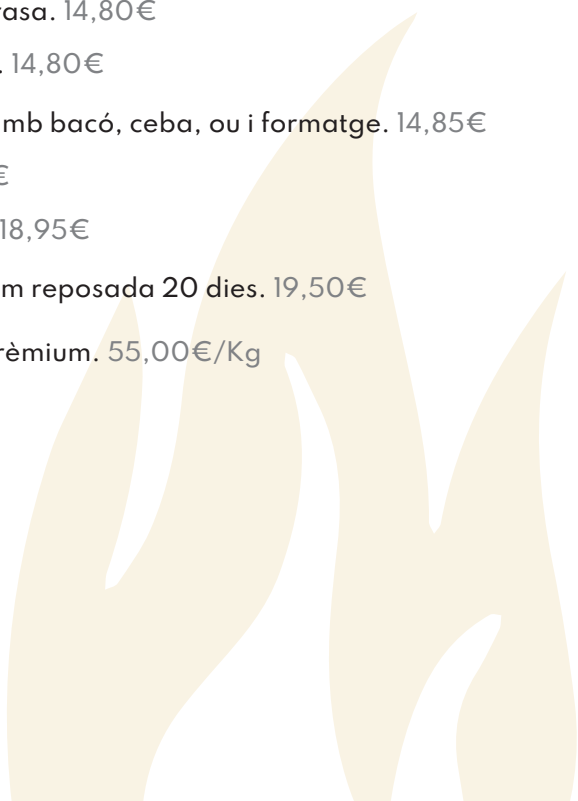 rasa. 14,80€
. 14,80€
mb bacó, ceba, ou i formatge. 14,85€
€
18,95€
m reposada 20 dies. 19,50€
rèmium. 55,00€/Kg